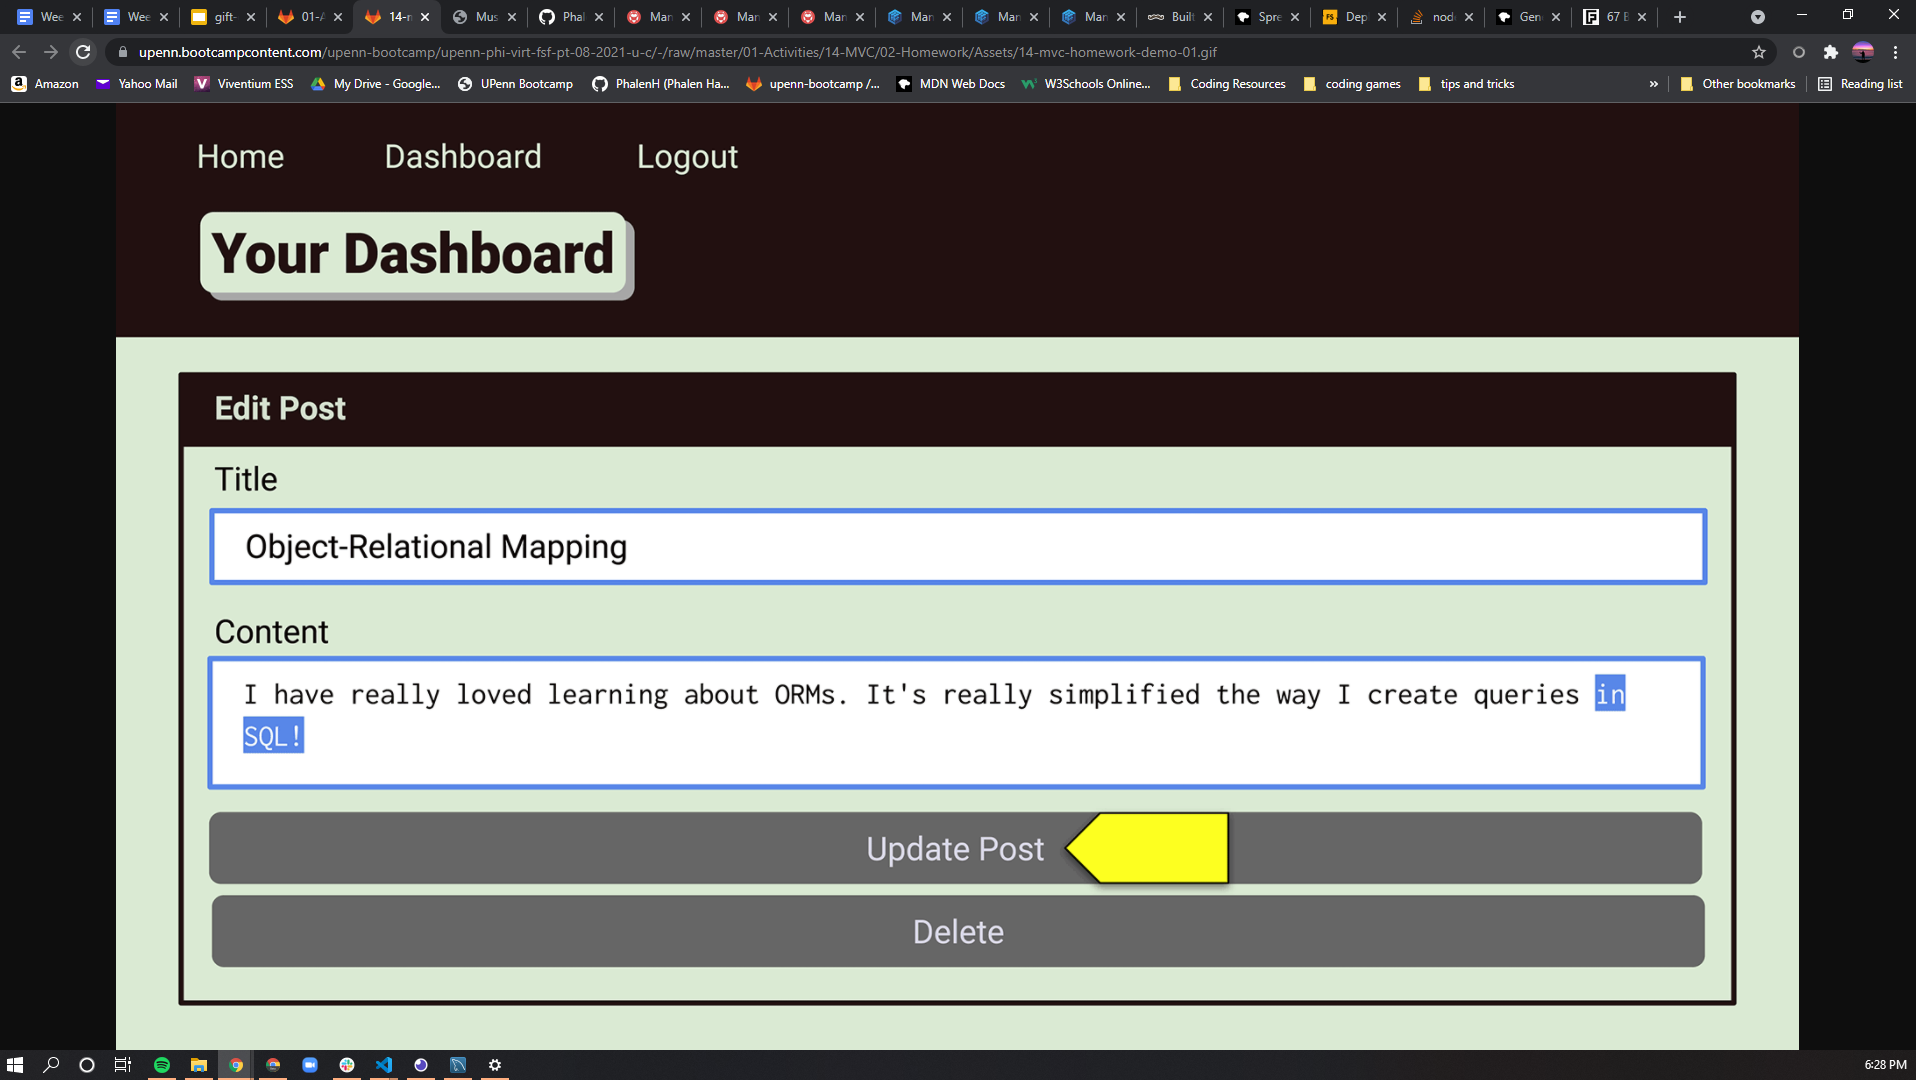 Wee
Wee
gift-
01-A
14-n
Mus
Phal
Man
Man
Man
Man
Man
Man
Built
Spre
Depl
node
Gene
67 B
upenn.bootcampcontent.com/upenn-bootcamp/upenn-phi-virt-fsf-pt-08-2021-u-c/-/raw/master/01-Activities/14-MVC/02-Homework/Assets/14-mvc-homework-demo-01.gif
Amazon
Yahoo Mail
Viventium ESS
My Drive - Google...
UPenn Bootcamp
PhalenH (Phalen Ha...
upenn-bootcamp /...
MDN Web Docs
W3Schools Online...
Coding Resources
coding games
tips and tricks
»
Other bookmarks
Reading list
Home
Dashboard
Logout
Your Dashboard
Edit Post
Title
Object-Relational Mapping
Content
I have really loved learning about ORMs. It's really simplified the way I create queries in
SQL!
Update Post
Delete
6:28 PM